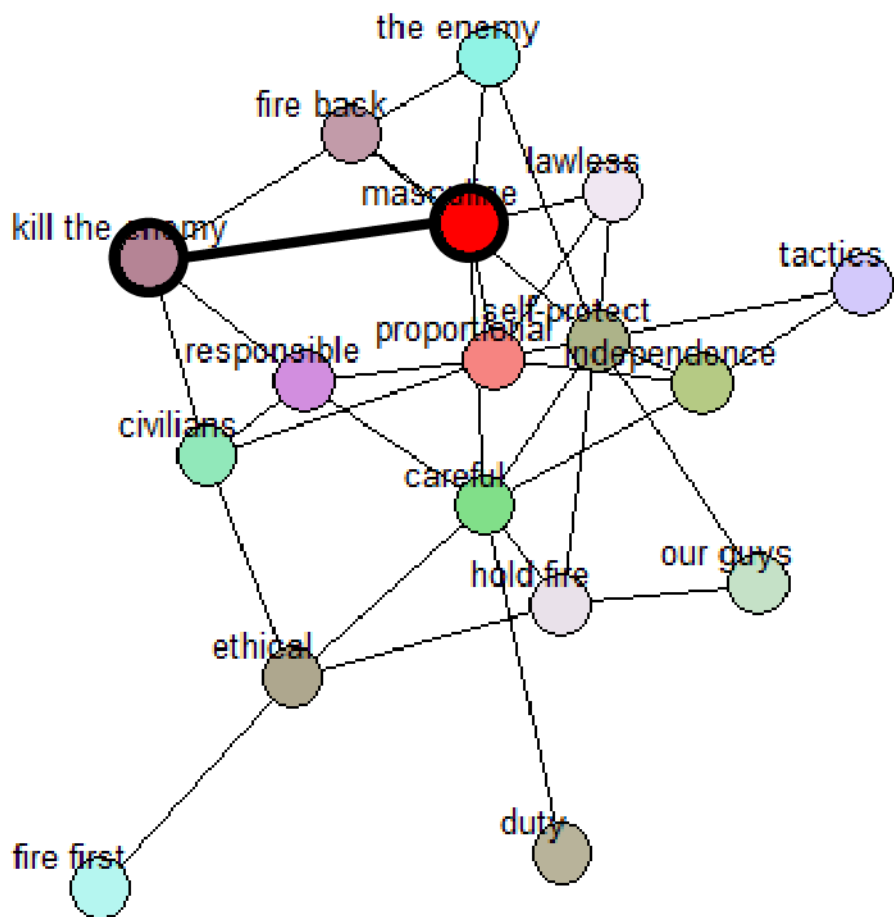 the enemy
fire back
lawless
masculine
kill the enemy
tactics
self-protect
proportional
responsible
independence
civilians
careful
our guys
hold fire
ethical
duty
fire first